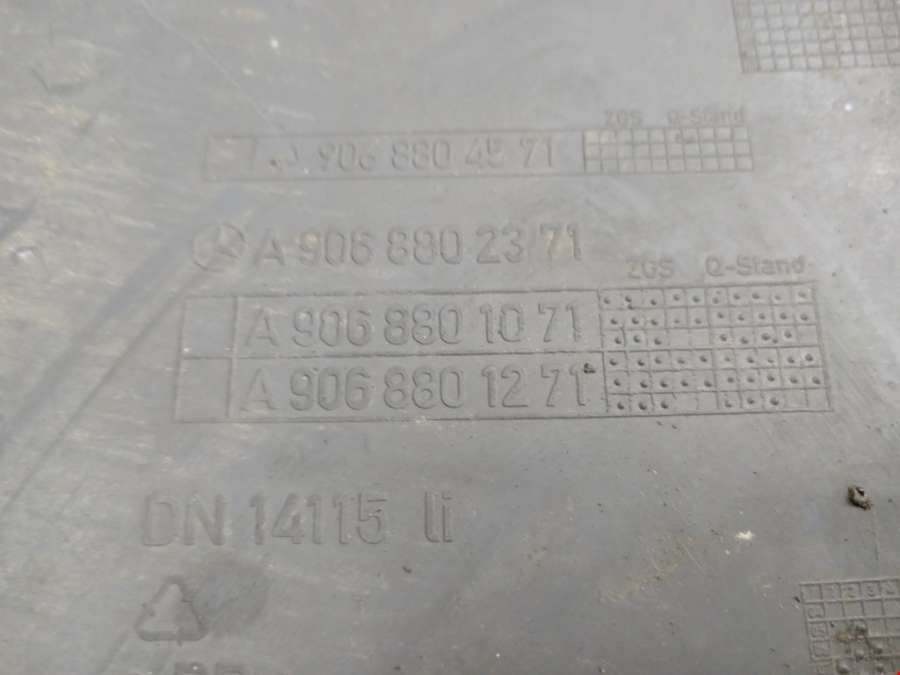 ZGS Q-Stand
906 880 45 71
A 906 880 23 71
ZGS Q-Stand
A 906 880 10 71
A 906 880 12 71
DN 14115 li